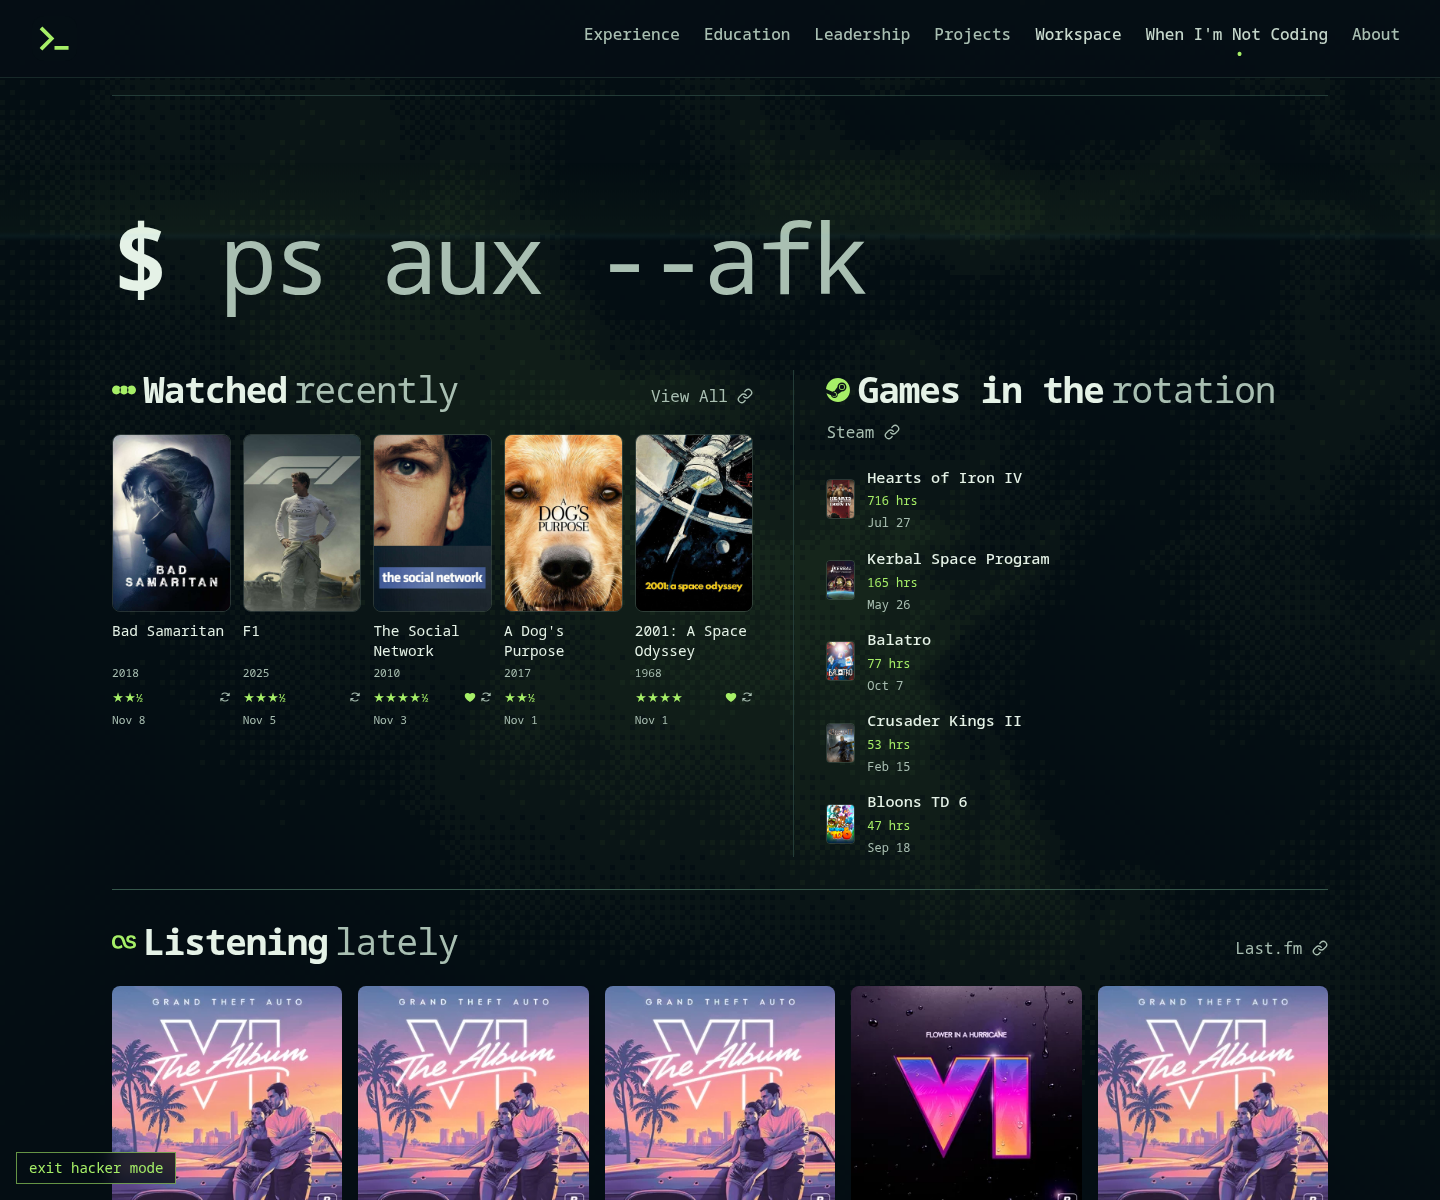 >_
Experience Education Leadership Projects Workspace When I'm Not Coding About
$ ps aux --afk
Watched recently
View All
BAD SAMARITAN
the social network
A DOG'S PURPOSE
2001: a space odyssey
Bad Samaritan
2018
★★½
Nov 8
F1
2025
★★★½
Nov 5
The Social
Network
2010
★★★★½
Nov 3
A Dog's
Purpose
2017
★★½
Nov 1
2001: A Space
Odyssey
1968
★★★★
Nov 1
Games in the rotation
Steam
Hearts of Iron IV
716 hrs
Jul 27
Kerbal Space Program
165 hrs
May 26
Balatro
77 hrs
Oct 7
Crusader Kings II
53 hrs
Feb 15
Bloons TD 6
47 hrs
Sep 18
Listening lately
Last.fm
GRAND THEFT AUTO
VI
The Album
GRAND THEFT AUTO
VI
The Album
GRAND THEFT AUTO
VI
The Album
FLOWER IN A HURRICANE
VI
GRAND THEFT AUTO
VI
The Album
exit hacker mode